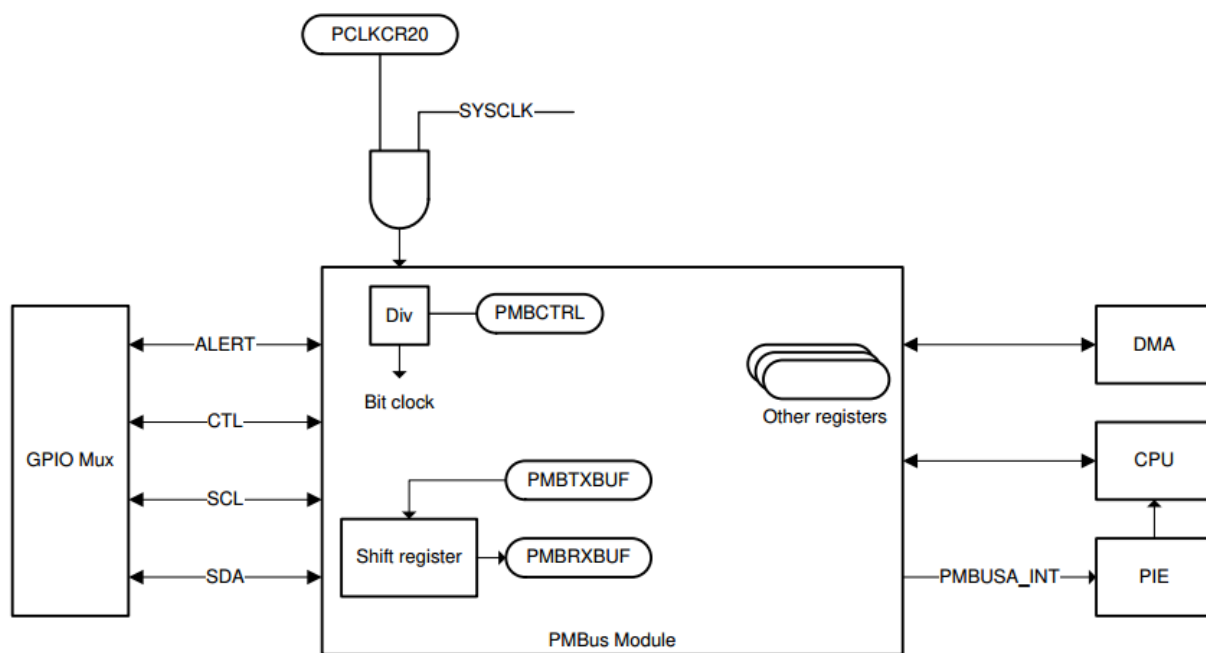 PCLKCR20
SYSCLK
Div
PMBCTRL
ALERT
DMA
Bit clock
Other registers
CTL
GPIO Mux
CPU
PMBTXBUF
SCL
Shift register
PMBRXBUF
SDA
PMBUSA_INT
PIE
PMBus Module